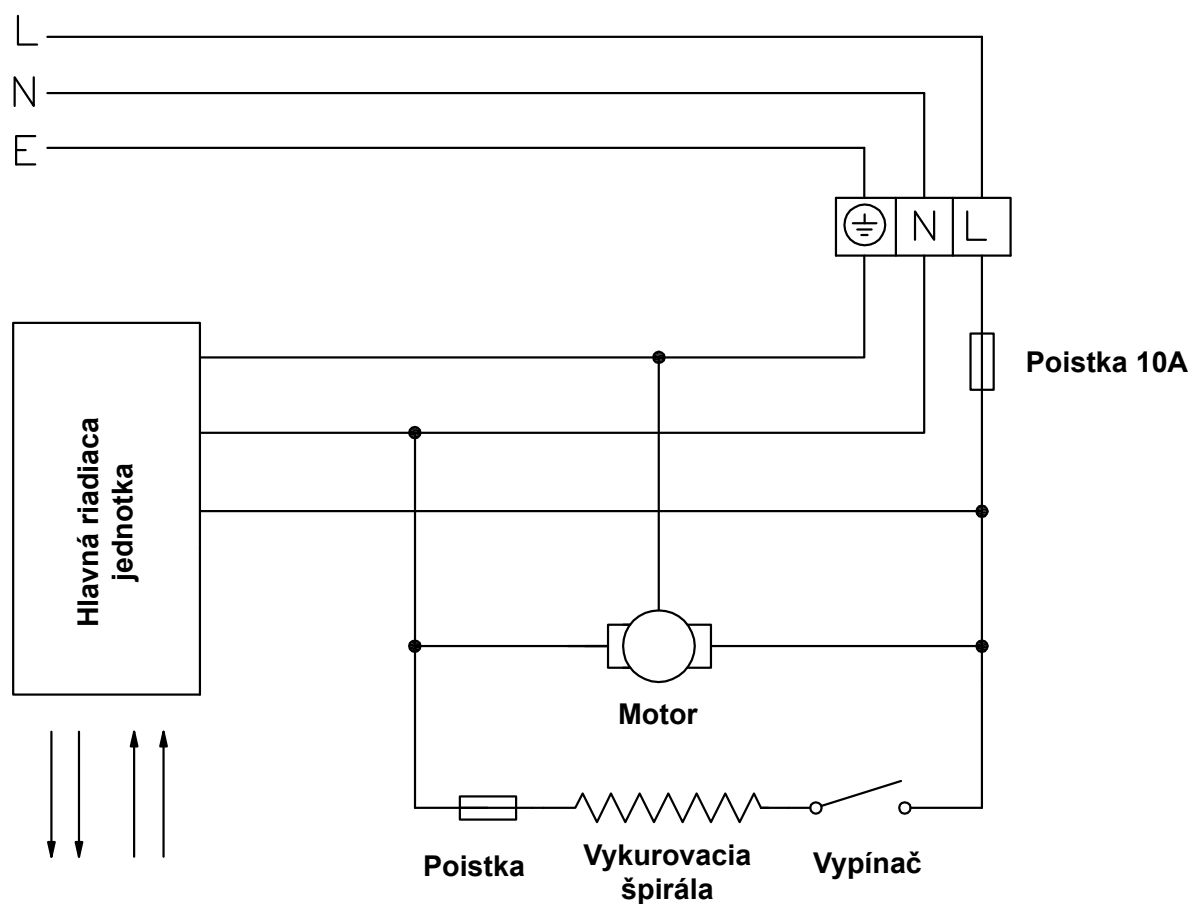 L
N
E
N L
Poistka 10A
Hlavná riadiaca
jednotka
Motor
Poistka
Vykurovacia
špirála
Vypínač